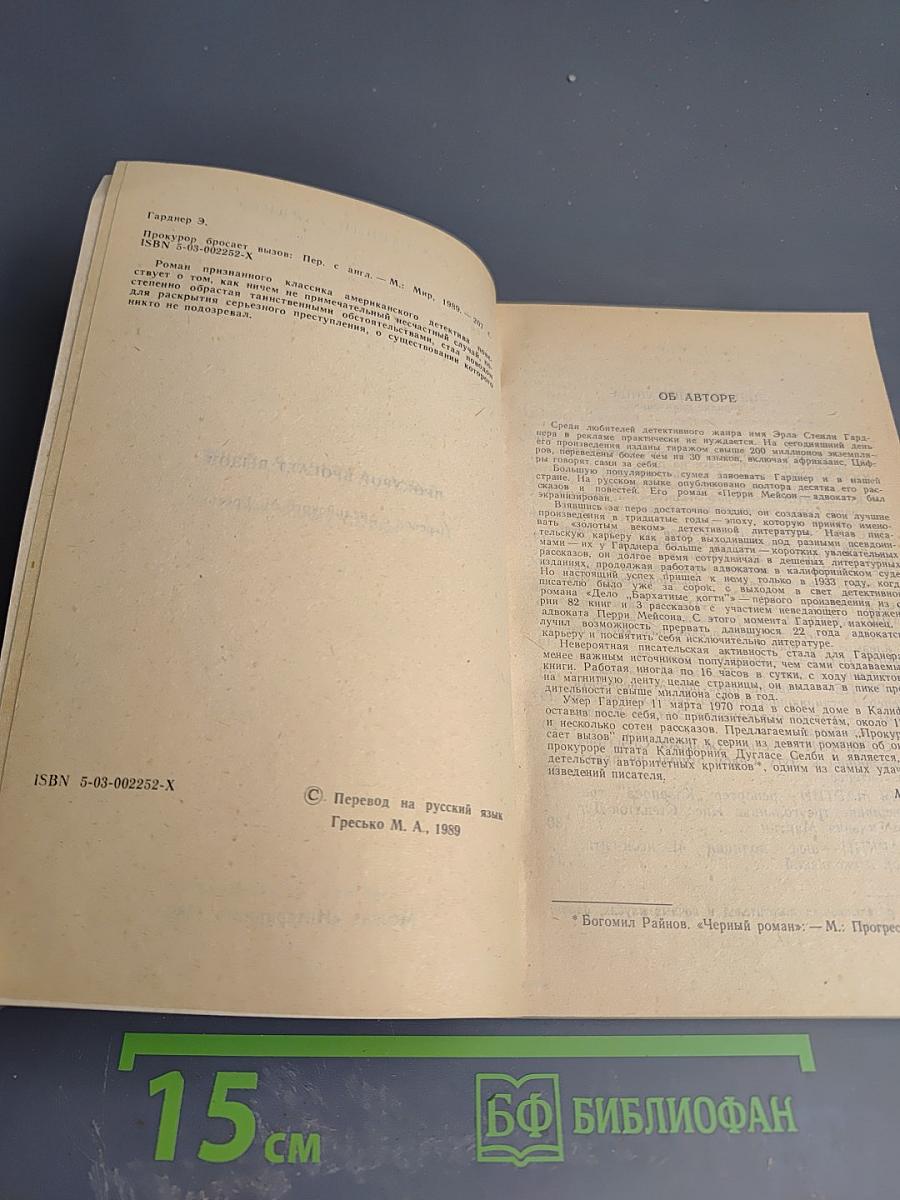 Гарднер Э.
Прокурор бросает вызов: Пер. с англ. — М.: Мир, 1989. — 207 с.
ISBN 5-03-002252-X
Роман признанного классика американского детектива пове-
ствует о том, как ничем не примечательный несчастный случай, по-
степенно обрастая таинственными обстоятельствами, стал поводом
для раскрытия серьезного преступления, о существовании которого
никто не подозревал.
ISBN 5-03-002252-X
© Перевод на русский язык
Гресько М. А., 1989
ОБ АВТОРЕ
Среди любителей детективного жанра имя Эрла Стенли Гард-
нера в рекламе практически не нуждается. На сегодняшний день
его произведения изданы тиражом свыше 200 миллионов экземпля-
ров, переведены более чем на 30 языков, включая африкаанс. Циф-
ры говорят сами за себя.
Большую популярность сумел завоевать Гарднер и в нашей
стране. На русском языке опубликовано полтора десятка его рас-
сказов и повестей. Его роман «Перри Мейсон — адвокат» был
экранизирован.
Взявшись за перо достаточно поздно, он создавал свои лучшие
произведения в тридцатые годы — эпоху, которую принято имено-
вать «золотым веком» детективной литературы. Начав писа-
тельскую карьеру как автор выходивших под разными псевдони-
мами — их у Гарднера больше двадцати — коротких увлекательных
рассказов, он долгое время сотрудничал в дешевых литературных
изданиях, продолжая работать адвокатом в калифорнийском суде.
Но настоящий успех пришел к нему только в 1933 году, когда
писателю было уже за сорок, с выходом в свет детективно
романа «Дело „Бархатные когти"» — первого произведения из с
рии 82 книг и 3 рассказов с участием неведающего поражен
адвоката Перри Мейсона. С этого момента Гарднер, наконец,
лучил возможность прервать длившуюся 22 года адвокатс
карьеру и посвятить себя исключительно литературе.
Невероятная писательская активность стала для Гарднера
менее важным источником популярности, чем сами создаваемы
книги. Работая иногда по 16 часов в сутки, с ходу надиктов
на магнитную ленту целые страницы, он выдавал в пике пр
дительности свыше миллиона слов в год.
Умер Гарднер 11 марта 1970 года в своем доме в Калиф
оставив после себя, по приблизительным подсчетам, около 1
и несколько сотен рассказов. Предлагаемый роман „Прокур
сает вызов" принадлежит к серии из девяти романов об ок
прокуроре штата Калифорния Дугласе Селби и является,
детельству авторитетных критиков*, одним из самых удач
изведений писателя.
М
* Богомил Райнов. «Черный роман»: — М.: Прогрес
15 см
БФ БИБЛИОФАН